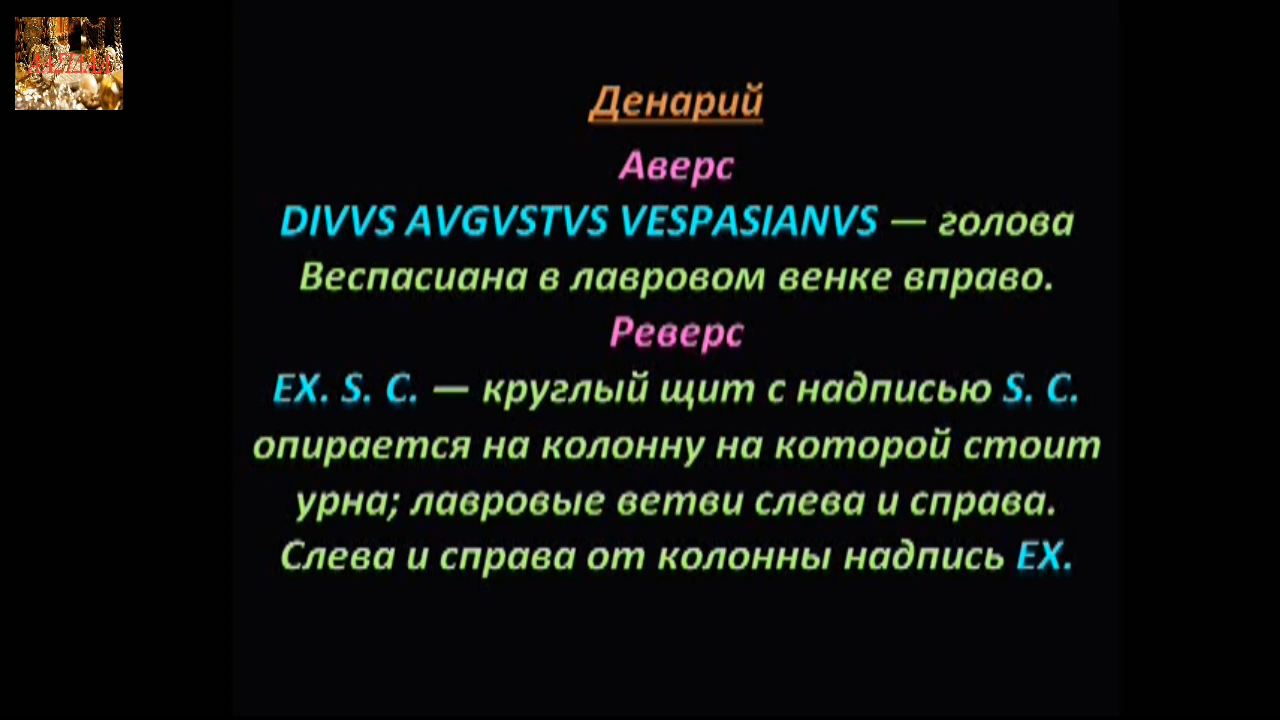 Денарий
Аверс
DIVVS AVGVSTVS VESPASIANVS — голова
Веспасиана в лавровом венке вправо.
Реверс
EX. S. C. — круглый щит с надписью S. C.
опирается на колонну на которой стоит
урна; лавровые ветви слева и справа.
Слева и справа от колонны надпись EX.